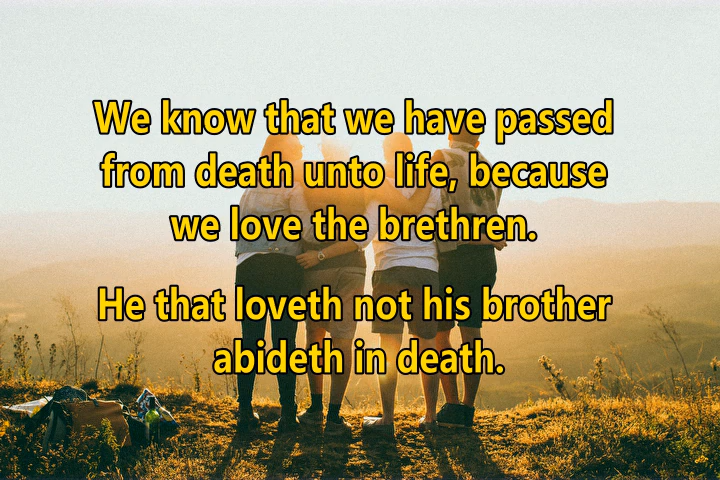 We know that we have passed
from death unto life, because
we love the brethren.
He that loveth not his brother
abideth in death.